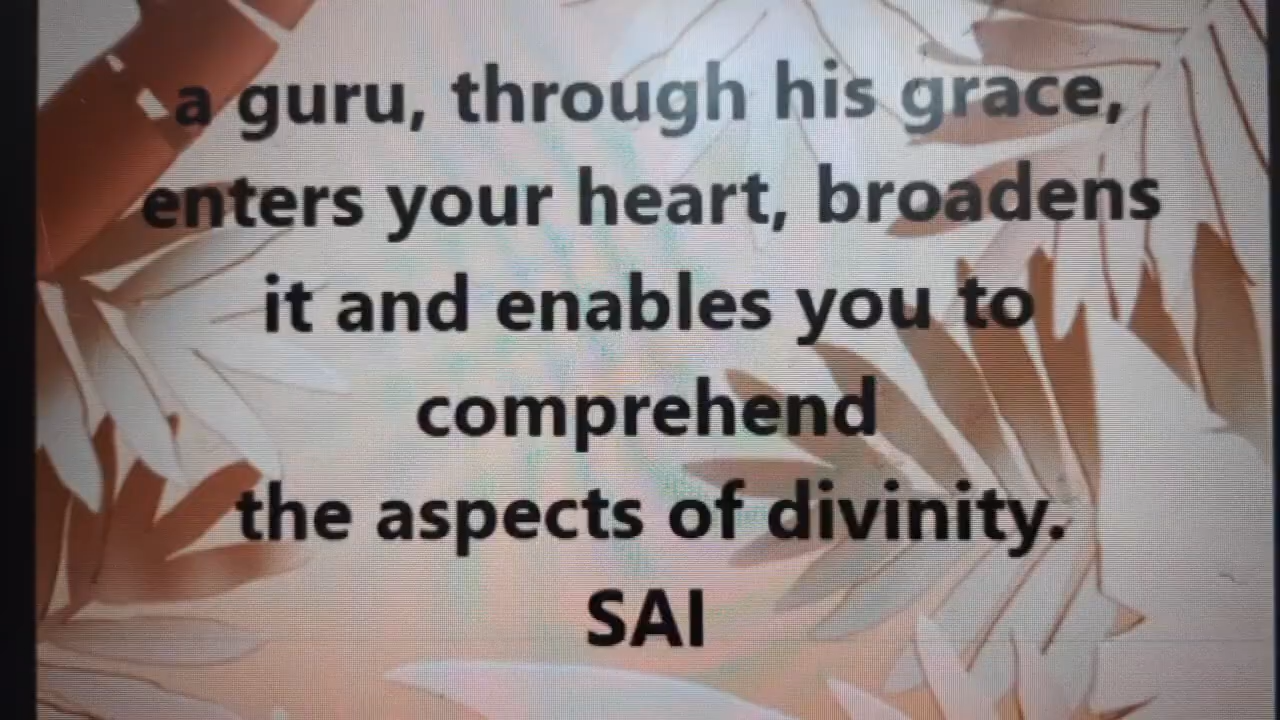 a guru, through his grace,
enters your heart, broadens
it and enables you to
comprehend
the aspects of divinity.
SAI